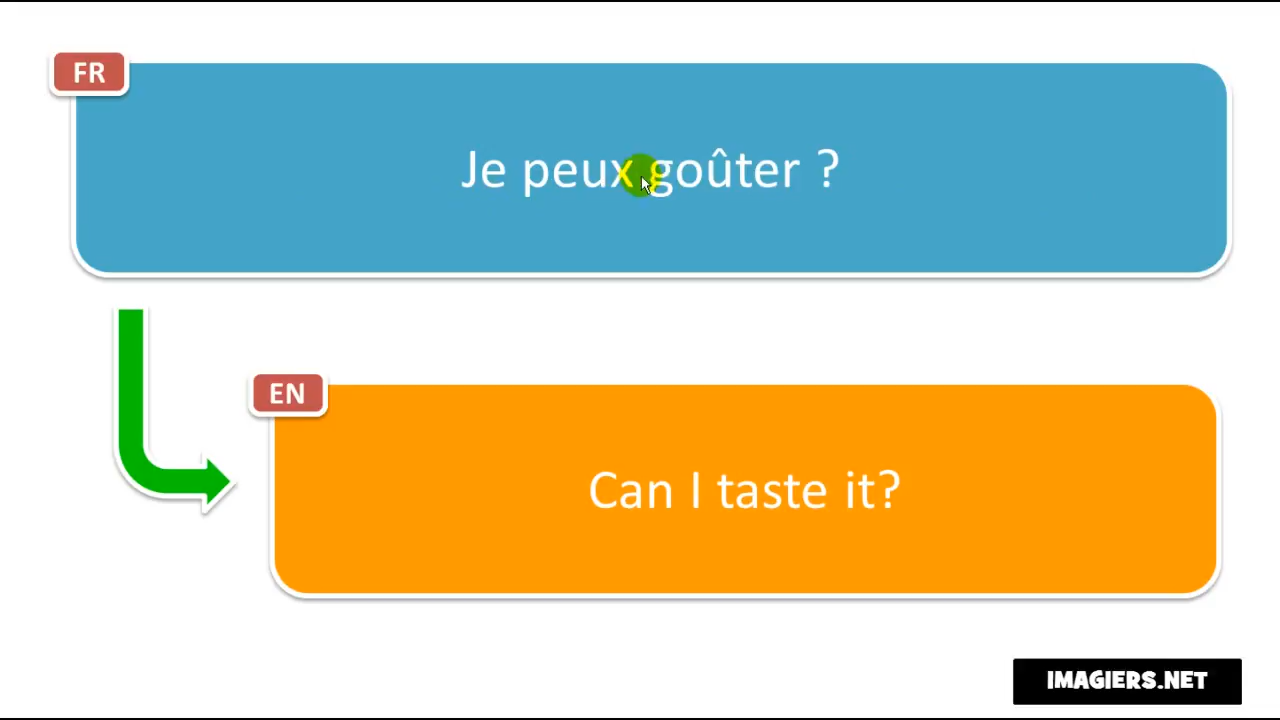 FR
Je peux goûter ?
EN
Can I taste it?
IMAGIERS.NET